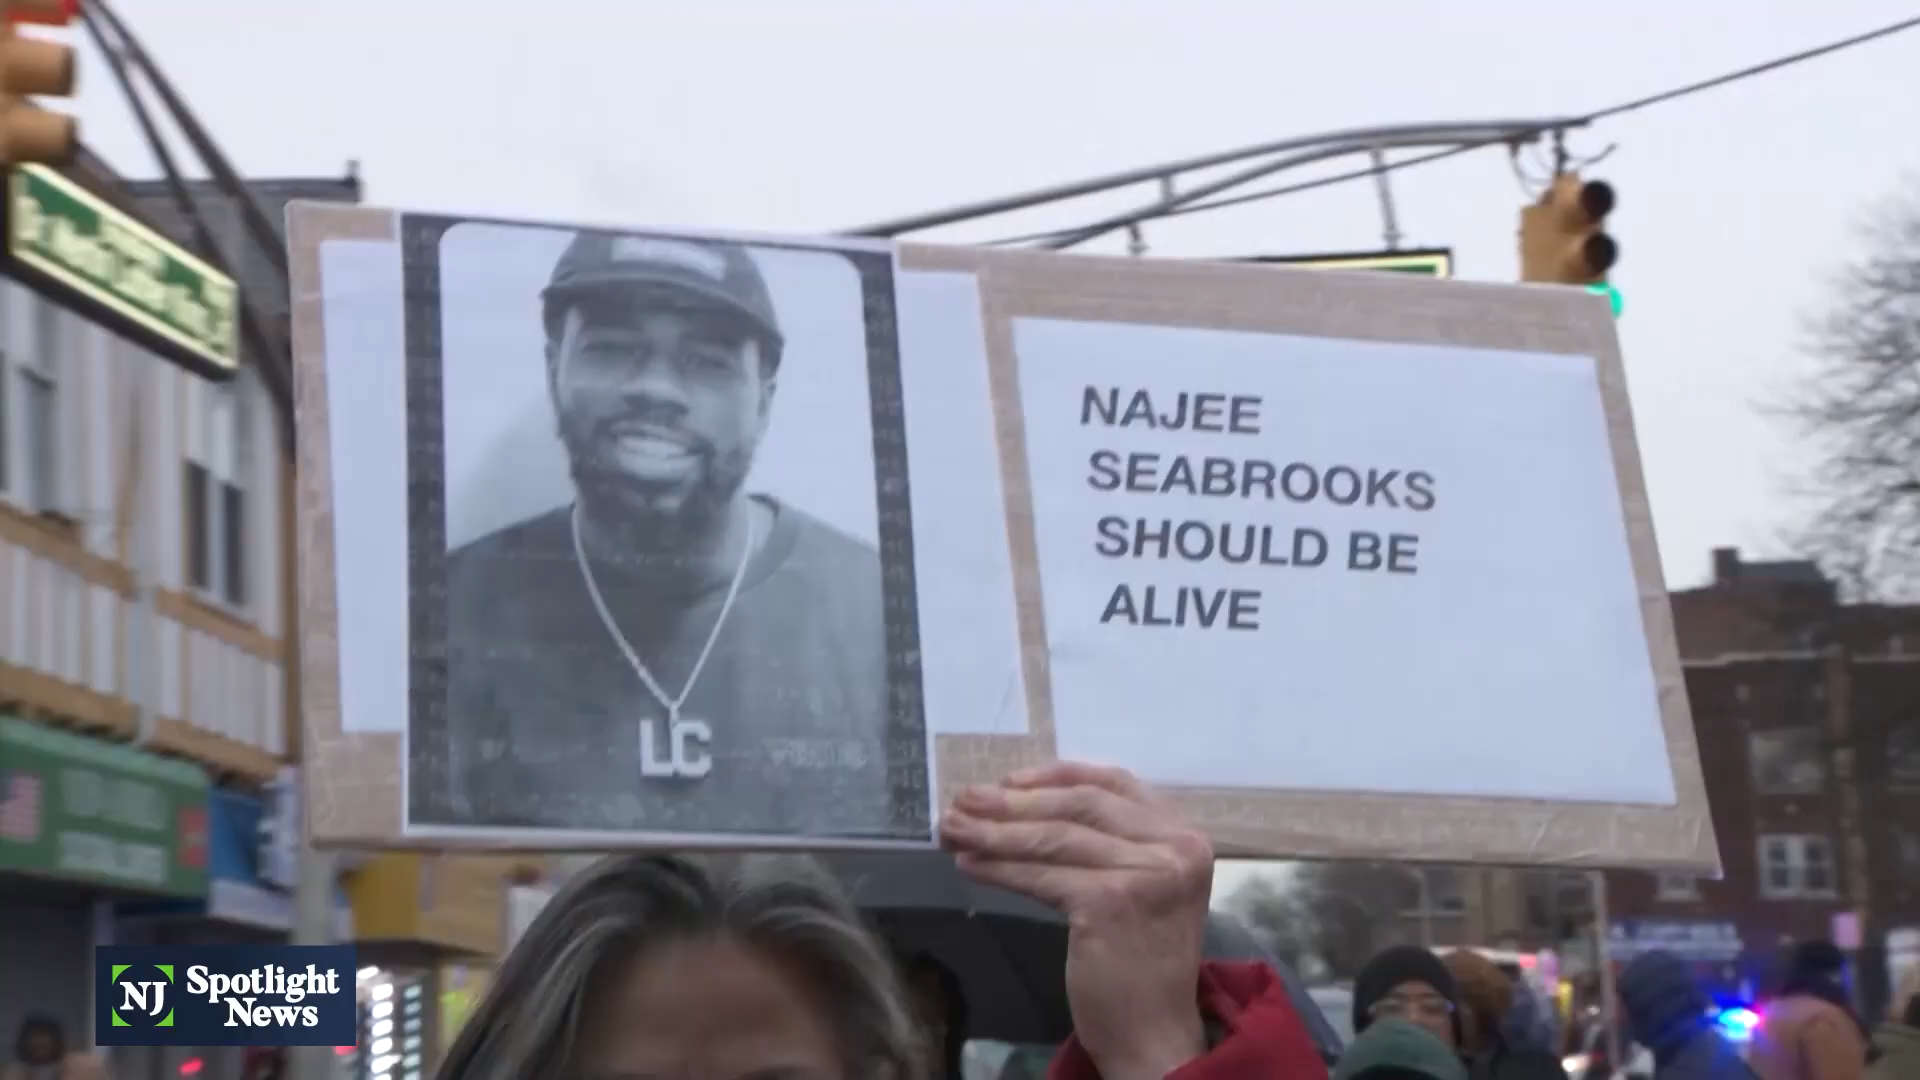 NAJEE
SEABROOKS
SHOULD BE
ALIVE
LC
NJ Spotlight
News